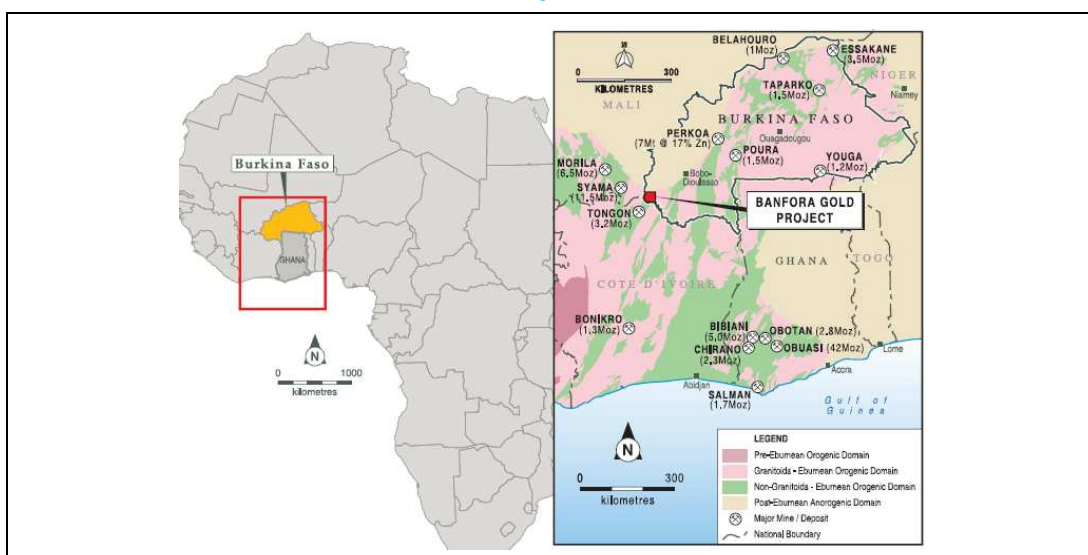 Burkina Faso
GHANA
N
0 1000
kilometres
0 300
KILOMETRES
BELAHOURO
(1Moz)
ESSAKANE
(3.5Moz)
NIGER
Niamey
MALI
TAPARKO
(1.5Moz)
BURKINA FASO
Ouagadougou
PERKOA
(7Mt @ 17% Zn)
POURA
(1.5Moz)
YOUGA
(1.2Moz)
MORILA
(6.5Moz)
Bobo-
Dioulasso
SYAMA
(11.5Moz)
BANFORA GOLD
PROJECT
TONGON
(3.2Moz)
GHANA
TOGO
COTE D'IVOIRE
BONIKRO
(1.3Moz)
BIBIANI
(5.0Moz)
OBOTAN (2.8Moz)
CHIRANO
(2.3Moz)
OBUASI (42Moz)
Lome
Accra
Abidjan
SALMAN
(1.7Moz)
Gulf of
Guinea
N
0 300
kilometres
LEGEND
Pre-Eburnean Orogenic Domain
Granitoids - Eburnean Orogenic Domain
Non-Granitoids - Eburnean Orogenic Domain
Post-Eburnean Anorogenic Domain
Major Mine / Deposit
National Boundary